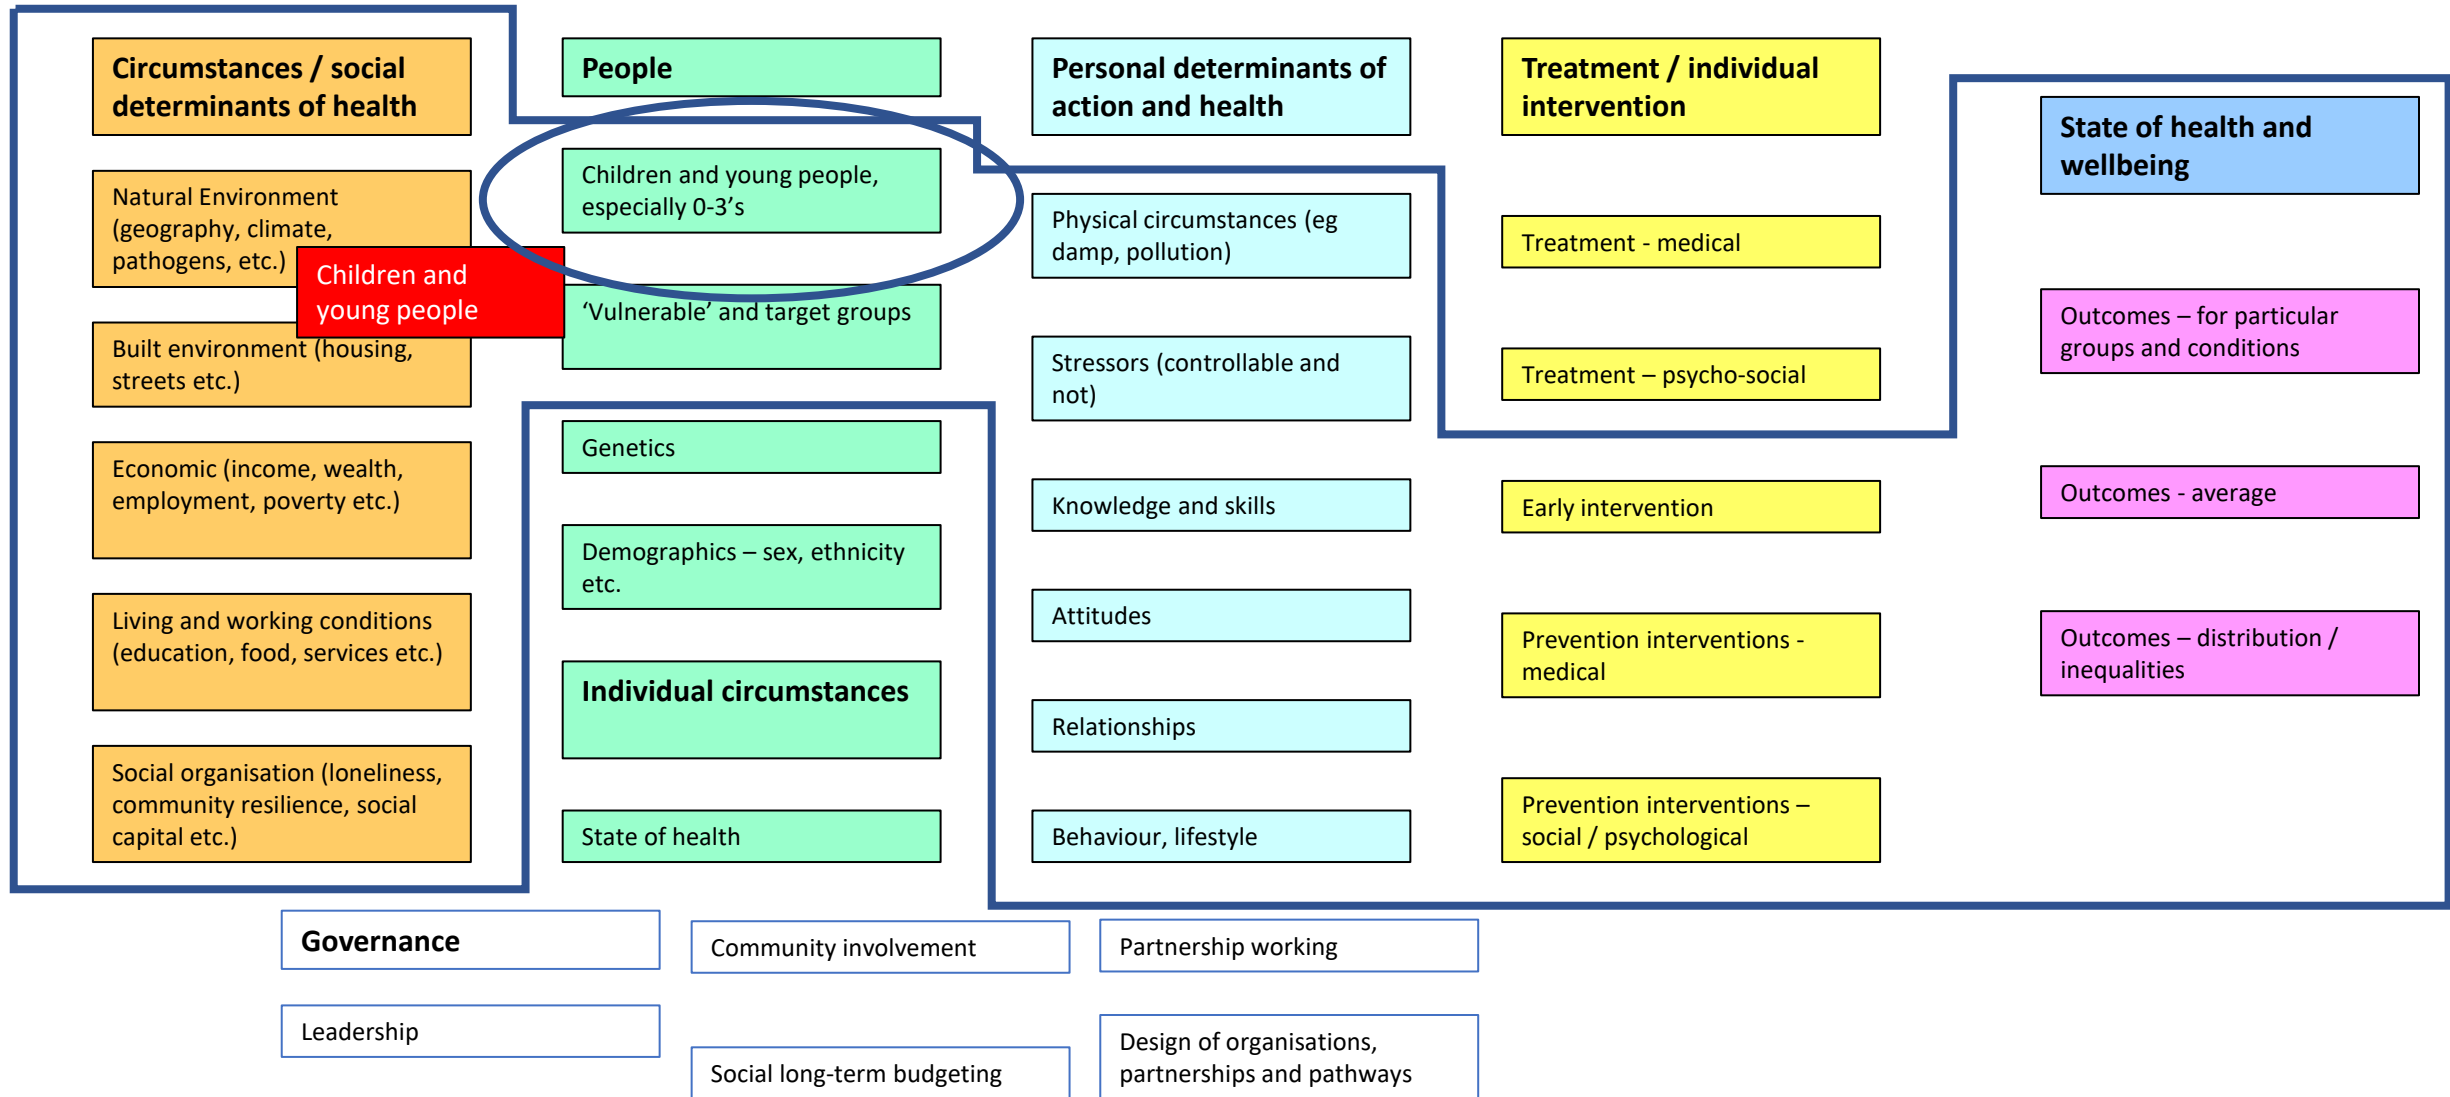 Circumstances / social
determinants of health
Natural Environment
(geography, climate,
pathogens, etc.)
Children and
young people
Built environment (housing,
streets etc.)
Economic (income, wealth,
employment, poverty etc.)
Living and working conditions
(education, food, services etc.)
Social organisation (loneliness,
community resilience, social
capital etc.)
People
Children and young people,
especially 0-3’s
‘Vulnerable’ and target groups
Genetics
Demographics – sex, ethnicity
etc.
Individual circumstances
State of health
Personal determinants of
action and health
Physical circumstances (eg
damp, pollution)
Stressors (controllable and
not)
Knowledge and skills
Attitudes
Relationships
Behaviour, lifestyle
Treatment / individual
intervention
Treatment - medical
Treatment – psycho-social
Early intervention
Prevention interventions -
medical
Prevention interventions –
social / psychological
State of health and
wellbeing
Outcomes – for particular
groups and conditions
Outcomes - average
Outcomes – distribution /
inequalities
Governance
Leadership
Community involvement
Social long-term budgeting
Partnership working
Design of organisations,
partnerships and pathways